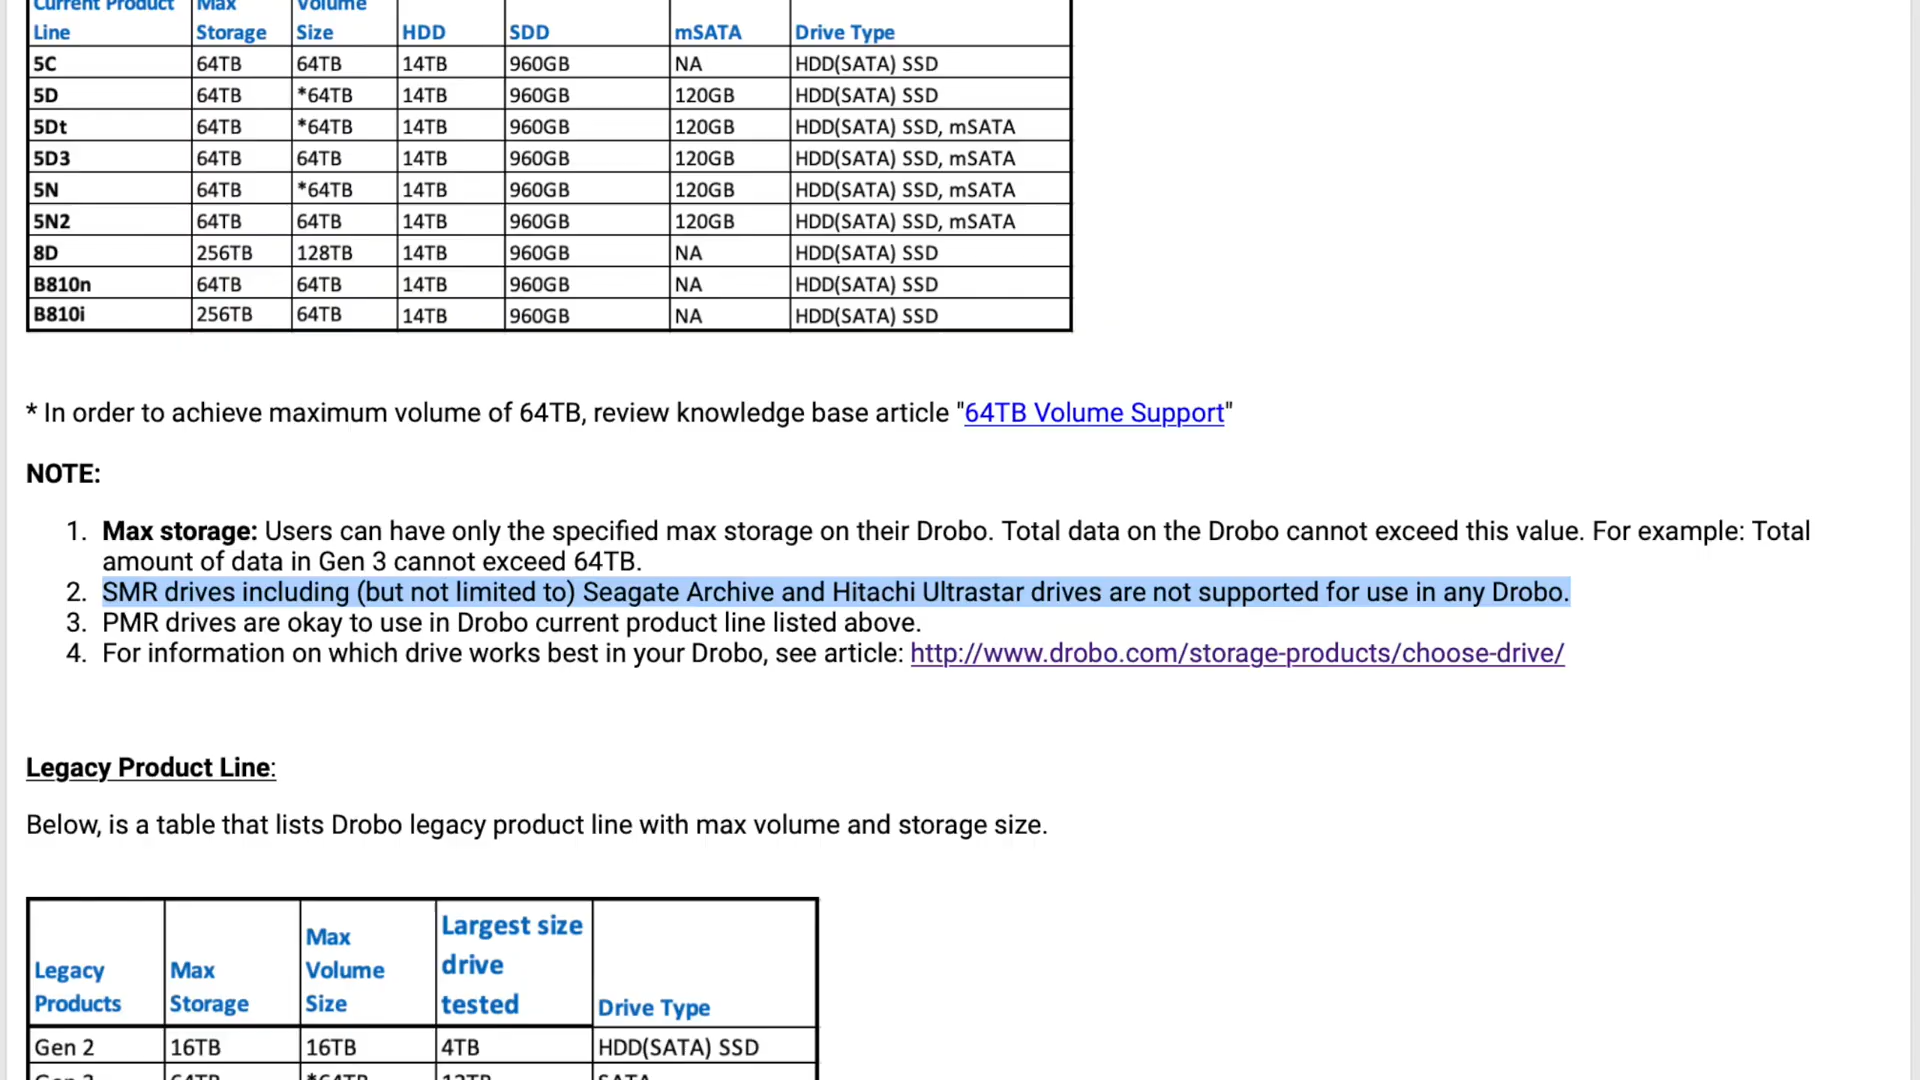 Current Product Max Volume
Line Storage Size HDD SDD mSATA Drive Type
5C 64TB 64TB 14TB 960GB NA HDD(SATA) SSD
5D 64TB *64TB 14TB 960GB 120GB HDD(SATA) SSD
5Dt 64TB *64TB 14TB 960GB 120GB HDD(SATA) SSD, mSATA
5D3 64TB 64TB 14TB 960GB 120GB HDD(SATA) SSD, mSATA
5N 64TB *64TB 14TB 960GB 120GB HDD(SATA) SSD, mSATA
5N2 64TB 64TB 14TB 960GB 120GB HDD(SATA) SSD, mSATA
8D 256TB 128TB 14TB 960GB NA HDD(SATA) SSD
B810n 64TB 64TB 14TB 960GB NA HDD(SATA) SSD
B810i 256TB 64TB 14TB 960GB NA HDD(SATA) SSD
* In order to achieve maximum volume of 64TB, review knowledge base article "64TB Volume Support"
NOTE:
1. Max storage: Users can have only the specified max storage on their Drobo. Total data on the Drobo cannot exceed this value. For example: Total
amount of data in Gen 3 cannot exceed 64TB.
2. SMR drives including (but not limited to) Seagate Archive and Hitachi Ultrastar drives are not supported for use in any Drobo.
3. PMR drives are okay to use in Drobo current product line listed above.
4. For information on which drive works best in your Drobo, see article: http://www.drobo.com/storage-products/choose-drive/
Legacy Product Line:
Below, is a table that lists Drobo legacy product line with max volume and storage size.
Legacy
Products
Max
Storage
Max
Volume
Size
Largest size
drive
tested
Drive Type
Gen 2 16TB 16TB 4TB HDD(SATA) SSD
Gen 3 64TB *64TB 12TB SATA